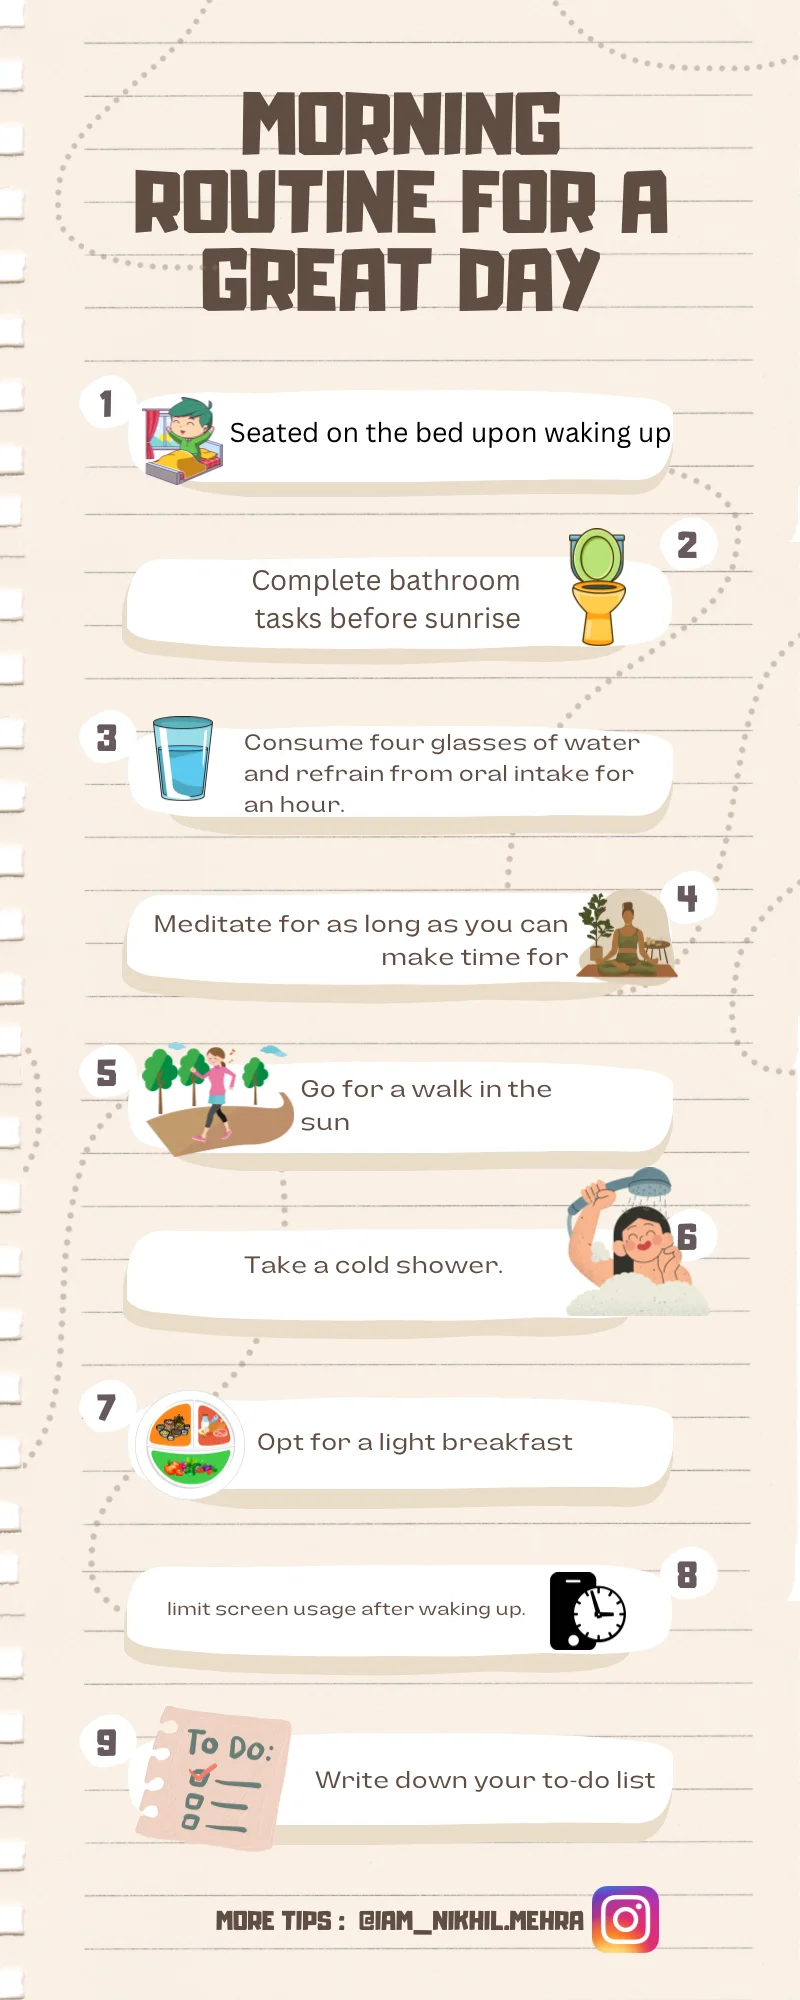 MORNING
ROUTINE FOR A
GREAT DAY
1
Seated on the bed upon waking up
2
Complete bathroom
tasks before sunrise
3
Consume four glasses of water
and refrain from oral intake for
an hour.
4
Meditate for as long as you can
make time for
5
Go for a walk in the
sun
6
Take a cold shower.
7
Opt for a light breakfast
8
limit screen usage after waking up.
9
To Do:
Write down your to-do list
MORE TIPS : @IAM_NIKHIL.MEHRA